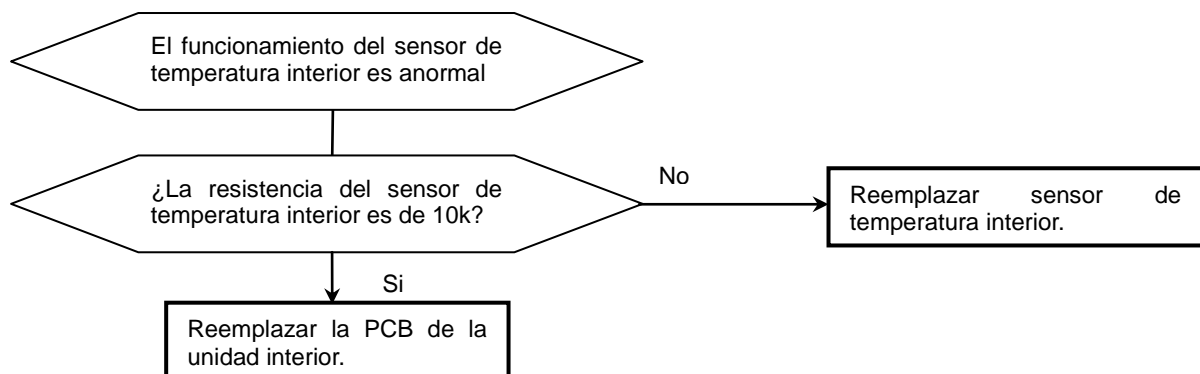 El funcionamiento del sensor de
temperatura interior es anormal
¿La resistencia del sensor de
temperatura interior es de 10k?
No
Reemplazar sensor de
temperatura interior.
Si
Reemplazar la PCB de la
unidad interior.